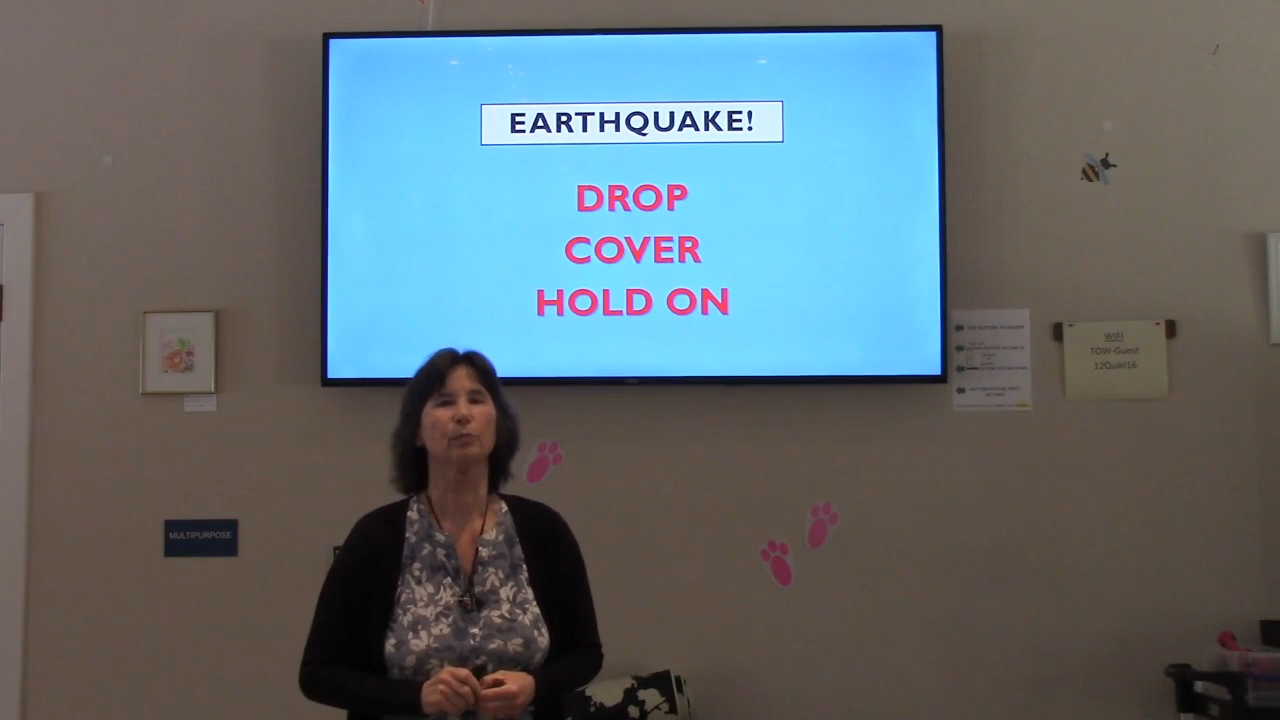 EARTHQUAKE!
DROP
COVER
HOLD ON
WIFI
TOW-Guest
12Quail16
MULTIPURPOSE